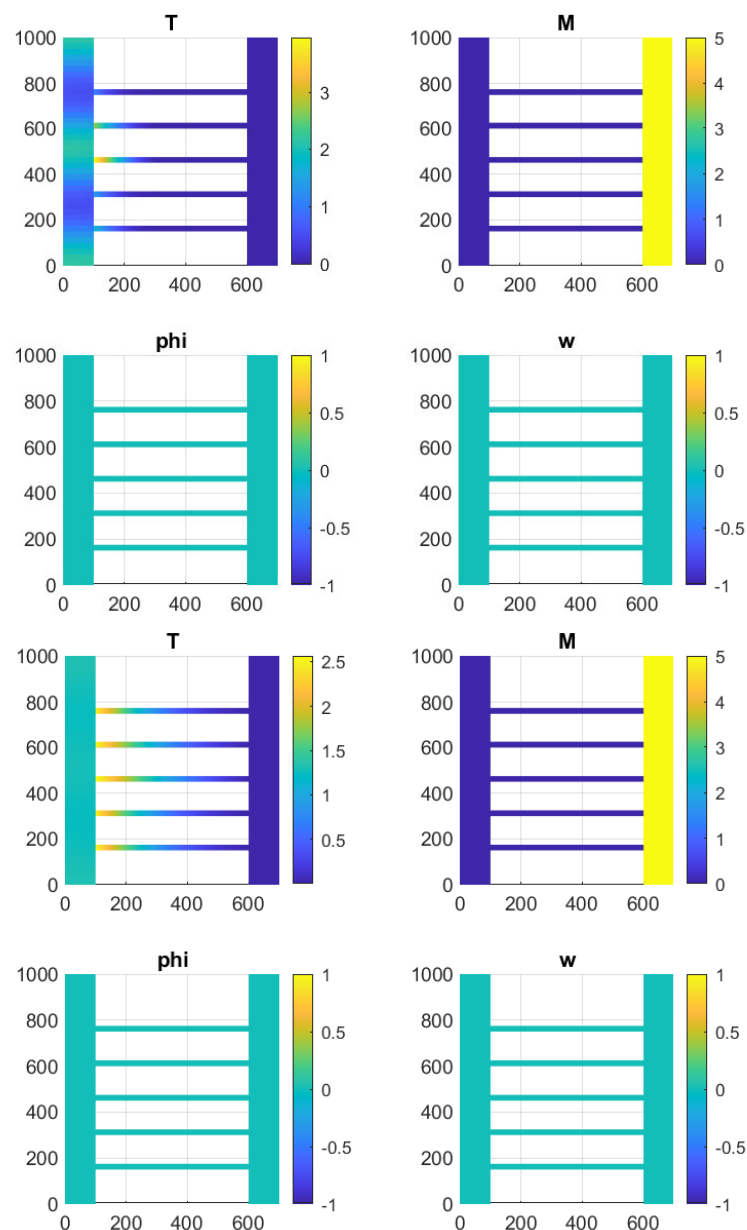 T M
1000 1000 5
800 3 800 4
600 600 3
400 2 400 2
200 1 200 1
0 0 0 0
0 200 400 600 0 200 400 600
phi w
1000 1 1000 1
800 0.5 800 0.5
600 600
400 0 400 0
200 -0.5 200 -0.5
0 -1 0 -1
0 200 400 600 0 200 400 600
T M
1000 2.5 1000 5
800 2 800 4
600 1.5 600 3
400 1 400 2
200 0.5 200 1
0 0 0
0 200 400 600 0 200 400 600
phi w
1000 1 1000 1
800 0.5 800 0.5
600 600
400 0 400 0
200 -0.5 200 -0.5
0 -1 0 -1
0 200 400 600 0 200 400 600